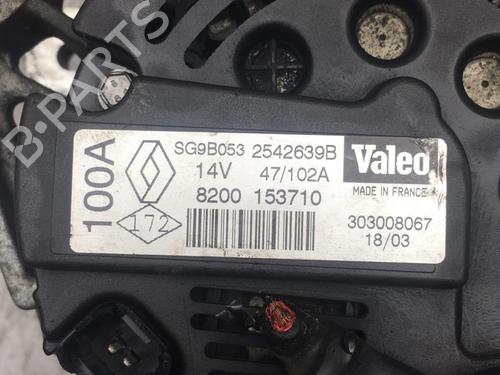 B-PARTS
100A
SG9B053 2542639B
14V 47/102A
8200 153710
172
Valeo
MADE IN FRANCE
303008067
18/03